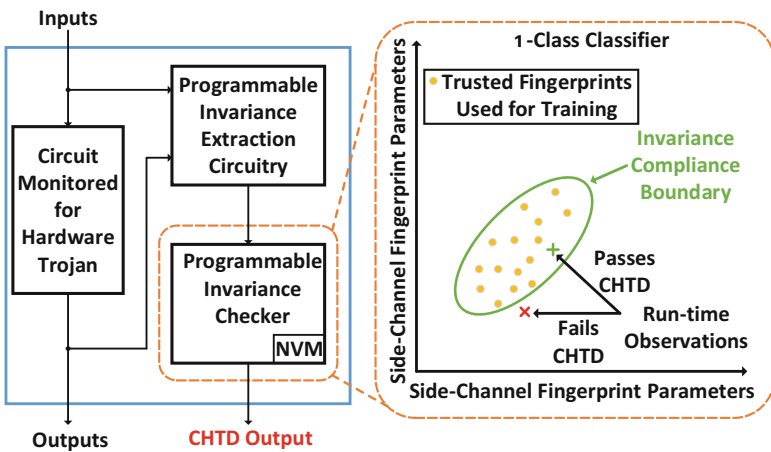 Inputs
Circuit
Monitored
for
Hardware
Trojan
Programmable
Invariance
Extraction
Circuitry
Programmable
Invariance
Checker
NVM
Outputs
CHTD Output
1-Class Classifier
Trusted Fingerprints
Used for Training
Invariance
Compliance
Boundary
Passes
CHTD
Fails
CHTD
Run-time
Observations
Side-Channel Fingerprint Parameters
Side-Channel Fingerprint Parameters